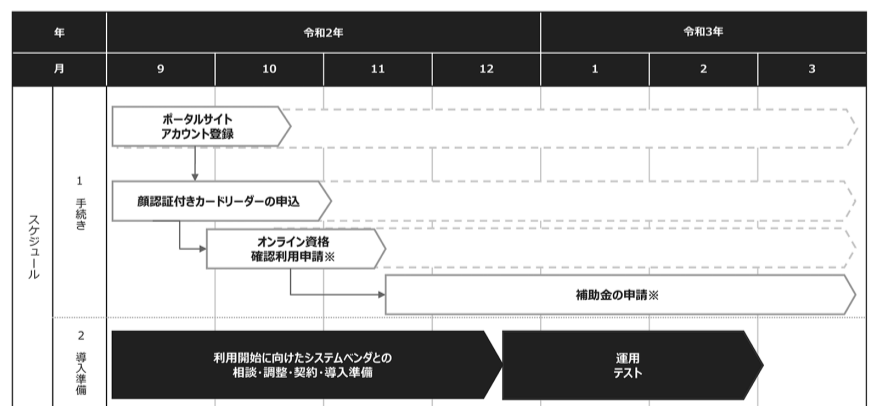 年
令和2年
令和3年
月
9
10
11
12
1
2
3
スケジュール
1 手続き
ポータルサイト
アカウント登録
顔認証付きカードリーダーの申込
オンライン資格
確認利用申請※
補助金の申請※
2 導入準備
利用開始に向けたシステムベンダとの
相談・調整・契約・導入準備
運用
テスト